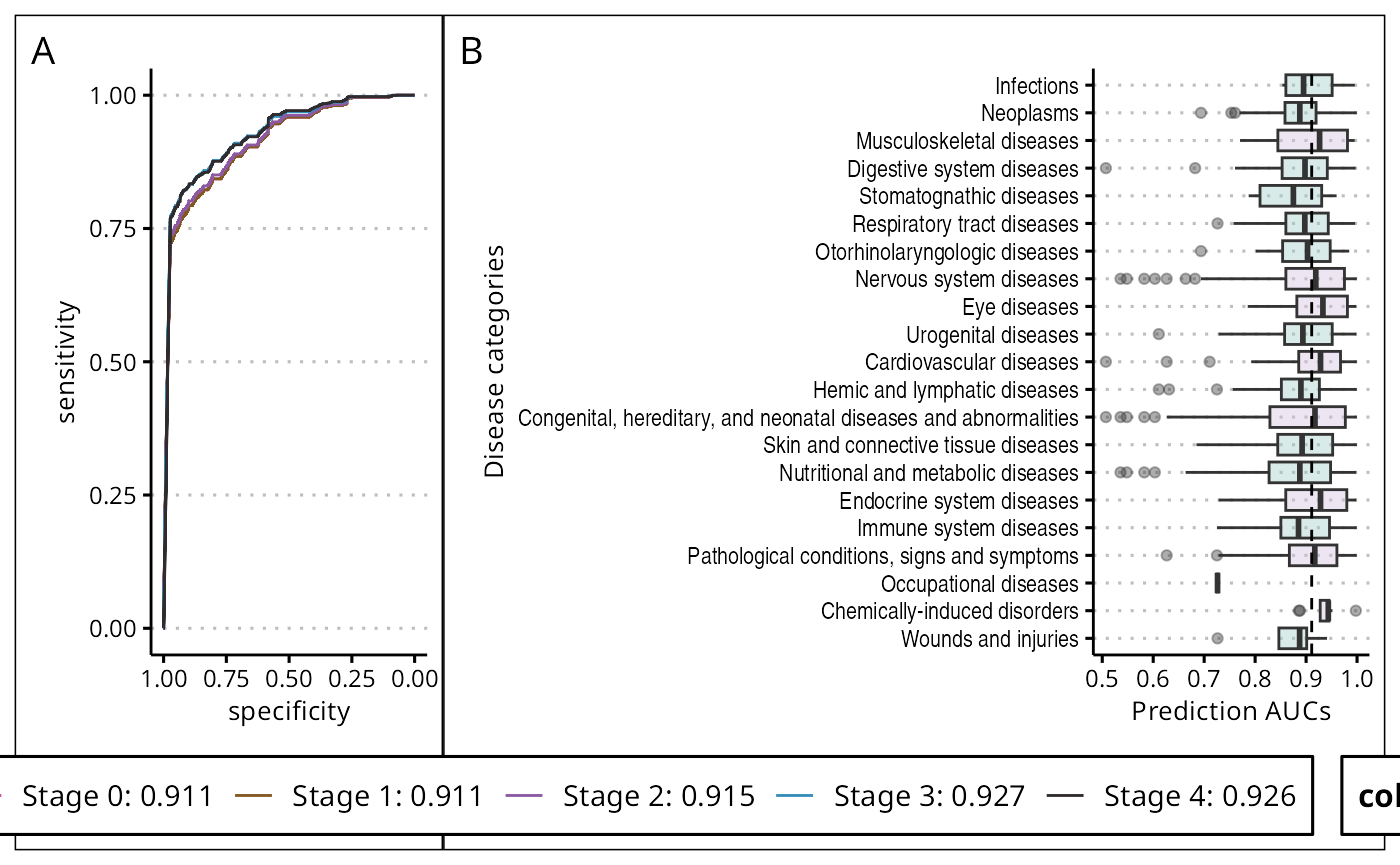 A
1.00
0.75
0.50
0.25
0.00
sensitivity
1.00 0.75 0.50 0.25 0.00
specificity
B
Disease categories
Infections
Neoplasms
Musculoskeletal diseases
Digestive system diseases
Stomatognathic diseases
Respiratory tract diseases
Otorhinolaryngologic diseases
Nervous system diseases
Eye diseases
Urogenital diseases
Cardiovascular diseases
Hemic and lymphatic diseases
Congenital, hereditary, and neonatal diseases and abnormalities
Skin and connective tissue diseases
Nutritional and metabolic diseases
Endocrine system diseases
Immune system diseases
Pathological conditions, signs and symptoms
Occupational diseases
Chemically-induced disorders
Wounds and injuries
0.5 0.6 0.7 0.8 0.9 1.0
Prediction AUCs
Stage 0: 0.911 Stage 1: 0.911 Stage 2: 0.915 Stage 3: 0.927 Stage 4: 0.926